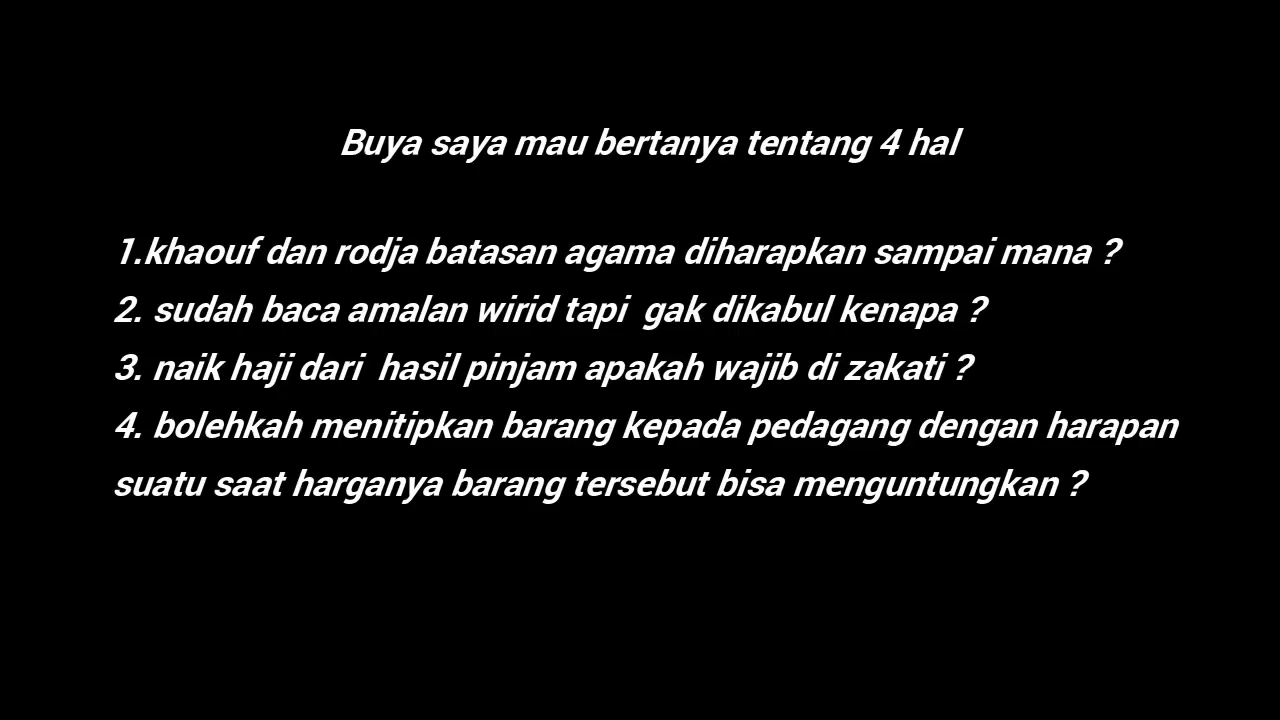 Buya saya mau bertanya tentang 4 hal
1.khaouf dan rodja batasan agama diharapkan sampai mana ?
2. sudah baca amalan wirid tapi  gak dikabul kenapa ?
3. naik haji dari  hasil pinjam apakah wajib di zakati ?
4. bolehkah menitipkan barang kepada pedagang dengan harapan
suatu saat harganya barang tersebut bisa menguntungkan ?